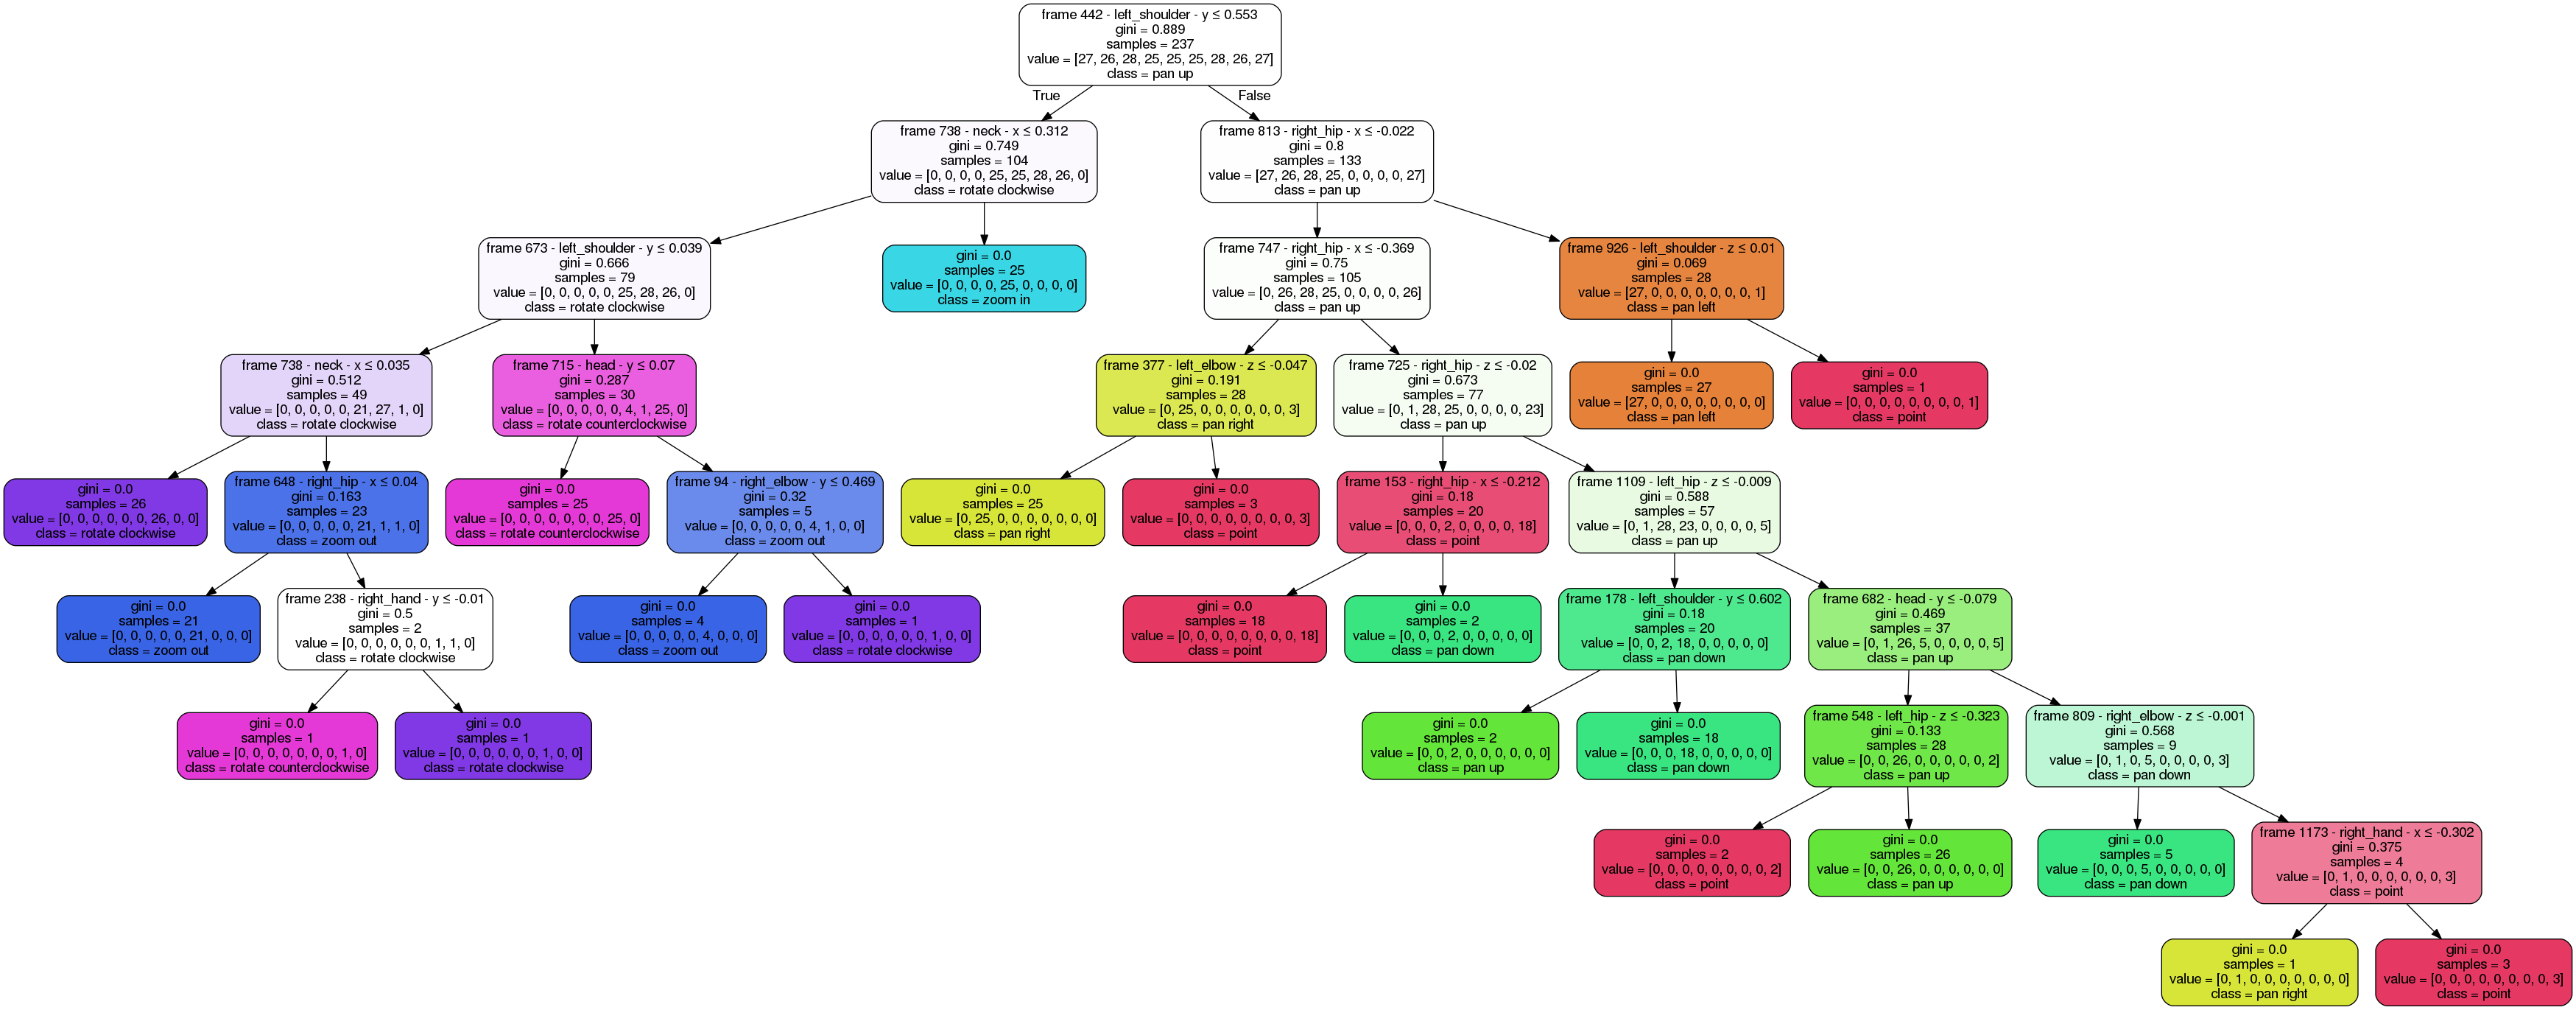 frame 442 - left_shoulder - y ≤ 0.553
gini = 0.889
samples = 237
value = [27, 26, 28, 25, 25, 25, 28, 26, 27]
class = pan up
True
False
frame 738 - neck - x ≤ 0.312
gini = 0.749
samples = 104
value = [0, 0, 0, 0, 25, 25, 28, 26, 0]
class = rotate clockwise
frame 813 - right_hip - x ≤ -0.022
gini = 0.8
samples = 133
value = [27, 26, 28, 25, 0, 0, 0, 0, 27]
class = pan up
frame 673 - left_shoulder - y ≤ 0.039
gini = 0.666
samples = 79
value = [0, 0, 0, 0, 0, 25, 28, 26, 0]
class = rotate clockwise
gini = 0.0
samples = 25
value = [0, 0, 0, 0, 25, 0, 0, 0, 0]
class = zoom in
frame 747 - right_hip - x ≤ -0.369
gini = 0.75
samples = 105
value = [0, 26, 28, 25, 0, 0, 0, 0, 26]
class = pan up
frame 926 - left_shoulder - z ≤ 0.01
gini = 0.069
samples = 28
value = [27, 0, 0, 0, 0, 0, 0, 0, 1]
class = pan left
frame 738 - neck - x ≤ 0.035
gini = 0.512
samples = 49
value = [0, 0, 0, 0, 0, 21, 27, 1, 0]
class = rotate clockwise
frame 715 - head - y ≤ 0.07
gini = 0.287
samples = 30
value = [0, 0, 0, 0, 0, 4, 1, 25, 0]
class = rotate counterclockwise
frame 377 - left_elbow - z ≤ -0.047
gini = 0.191
samples = 28
value = [0, 25, 0, 0, 0, 0, 0, 0, 3]
class = pan right
frame 725 - right_hip - z ≤ -0.02
gini = 0.673
samples = 77
value = [0, 1, 28, 25, 0, 0, 0, 0, 23]
class = pan up
gini = 0.0
samples = 27
value = [27, 0, 0, 0, 0, 0, 0, 0, 0]
class = pan left
gini = 0.0
samples = 1
value = [0, 0, 0, 0, 0, 0, 0, 0, 1]
class = point
gini = 0.0
samples = 26
value = [0, 0, 0, 0, 0, 0, 26, 0, 0]
class = rotate clockwise
frame 648 - right_hip - x ≤ 0.04
gini = 0.163
samples = 23
value = [0, 0, 0, 0, 0, 21, 1, 1, 0]
class = zoom out
gini = 0.0
samples = 25
value = [0, 0, 0, 0, 0, 0, 0, 25, 0]
class = rotate counterclockwise
frame 94 - right_elbow - y ≤ 0.469
gini = 0.32
samples = 5
value = [0, 0, 0, 0, 0, 4, 1, 0, 0]
class = zoom out
gini = 0.0
samples = 25
value = [0, 25, 0, 0, 0, 0, 0, 0, 0]
class = pan right
gini = 0.0
samples = 3
value = [0, 0, 0, 0, 0, 0, 0, 0, 3]
class = point
frame 153 - right_hip - x ≤ -0.212
gini = 0.18
samples = 20
value = [0, 0, 0, 2, 0, 0, 0, 0, 18]
class = point
frame 1109 - left_hip - z ≤ -0.009
gini = 0.588
samples = 57
value = [0, 1, 28, 23, 0, 0, 0, 0, 5]
class = pan up
gini = 0.0
samples = 21
value = [0, 0, 0, 0, 0, 21, 0, 0, 0]
class = zoom out
frame 238 - right_hand - y ≤ -0.01
gini = 0.5
samples = 2
value = [0, 0, 0, 0, 0, 0, 1, 1, 0]
class = rotate clockwise
gini = 0.0
samples = 4
value = [0, 0, 0, 0, 0, 4, 0, 0, 0]
class = zoom out
gini = 0.0
samples = 1
value = [0, 0, 0, 0, 0, 0, 1, 0, 0]
class = rotate clockwise
gini = 0.0
samples = 18
value = [0, 0, 0, 0, 0, 0, 0, 0, 18]
class = point
gini = 0.0
samples = 2
value = [0, 0, 0, 2, 0, 0, 0, 0, 0]
class = pan down
frame 178 - left_shoulder - y ≤ 0.602
gini = 0.18
samples = 20
value = [0, 0, 2, 18, 0, 0, 0, 0, 0]
class = pan down
frame 682 - head - y ≤ -0.079
gini = 0.469
samples = 37
value = [0, 1, 26, 5, 0, 0, 0, 0, 5]
class = pan up
gini = 0.0
samples = 1
value = [0, 0, 0, 0, 0, 0, 0, 1, 0]
class = rotate counterclockwise
gini = 0.0
samples = 1
value = [0, 0, 0, 0, 0, 0, 1, 0, 0]
class = rotate clockwise
gini = 0.0
samples = 2
value = [0, 0, 2, 0, 0, 0, 0, 0, 0]
class = pan up
gini = 0.0
samples = 18
value = [0, 0, 0, 18, 0, 0, 0, 0, 0]
class = pan down
frame 548 - left_hip - z ≤ -0.323
gini = 0.133
samples = 28
value = [0, 0, 26, 0, 0, 0, 0, 0, 2]
class = pan up
frame 809 - right_elbow - z ≤ -0.001
gini = 0.568
samples = 9
value = [0, 1, 0, 5, 0, 0, 0, 0, 3]
class = pan down
gini = 0.0
samples = 2
value = [0, 0, 0, 0, 0, 0, 0, 0, 2]
class = point
gini = 0.0
samples = 26
value = [0, 0, 26, 0, 0, 0, 0, 0, 0]
class = pan up
gini = 0.0
samples = 5
value = [0, 0, 0, 5, 0, 0, 0, 0, 0]
class = pan down
frame 1173 - right_hand - x ≤ -0.302
gini = 0.375
samples = 4
value = [0, 1, 0, 0, 0, 0, 0, 0, 3]
class = point
gini = 0.0
samples = 1
value = [0, 1, 0, 0, 0, 0, 0, 0, 0]
class = pan right
gini = 0.0
samples = 3
value = [0, 0, 0, 0, 0, 0, 0, 0, 3]
class = point